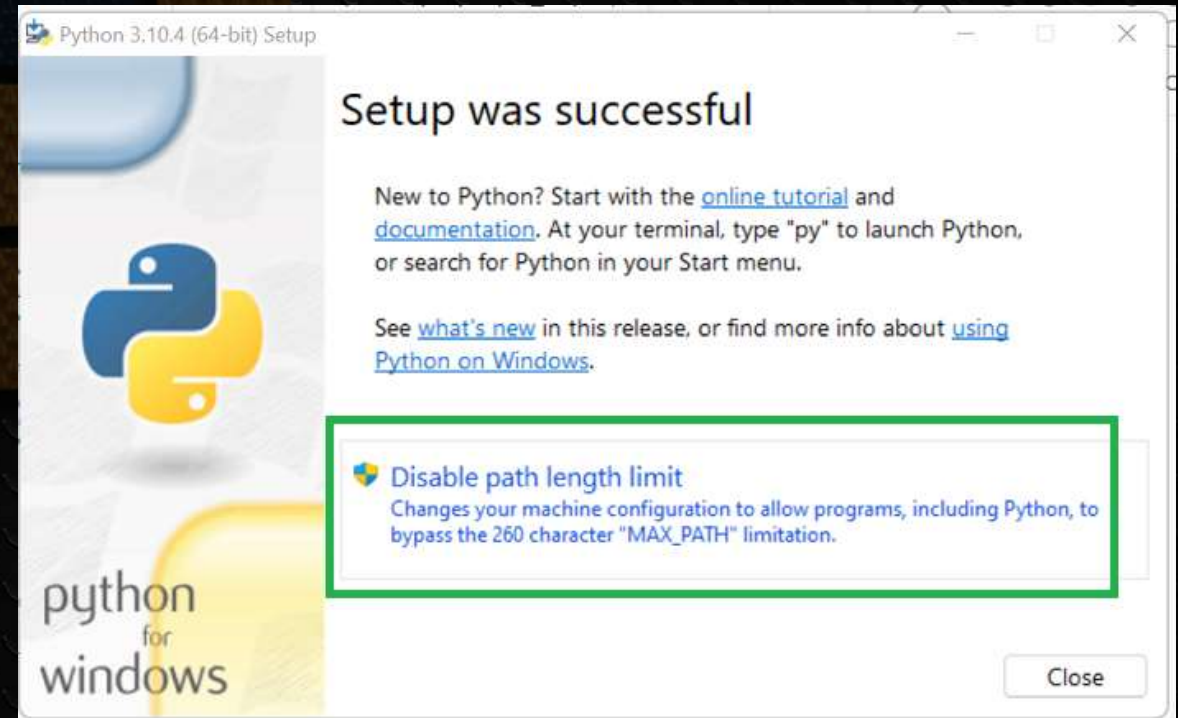 Python 3.10.4 (64-bit) Setup
Setup was successful
New to Python? Start with the online tutorial and
documentation. At your terminal, type "py" to launch Python,
or search for Python in your Start menu.
See what's new in this release, or find more info about using
Python on Windows.
Disable path length limit
Changes your machine configuration to allow programs, including Python, to
bypass the 260 character "MAX_PATH" limitation.
python
for
windows
Close